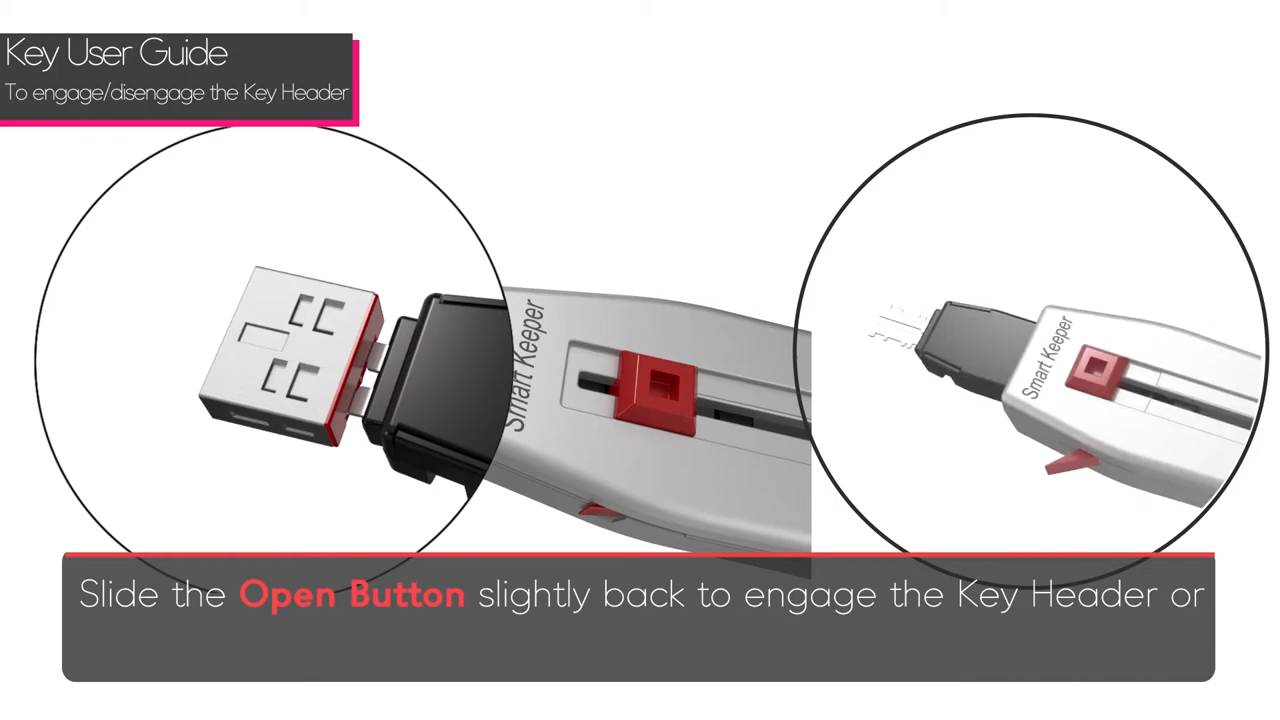 Key User Guide
To engage/disengage the Key Header
Smart Keeper
Smart Keeper
Slide the Open Button slightly back to engage the Key Header or